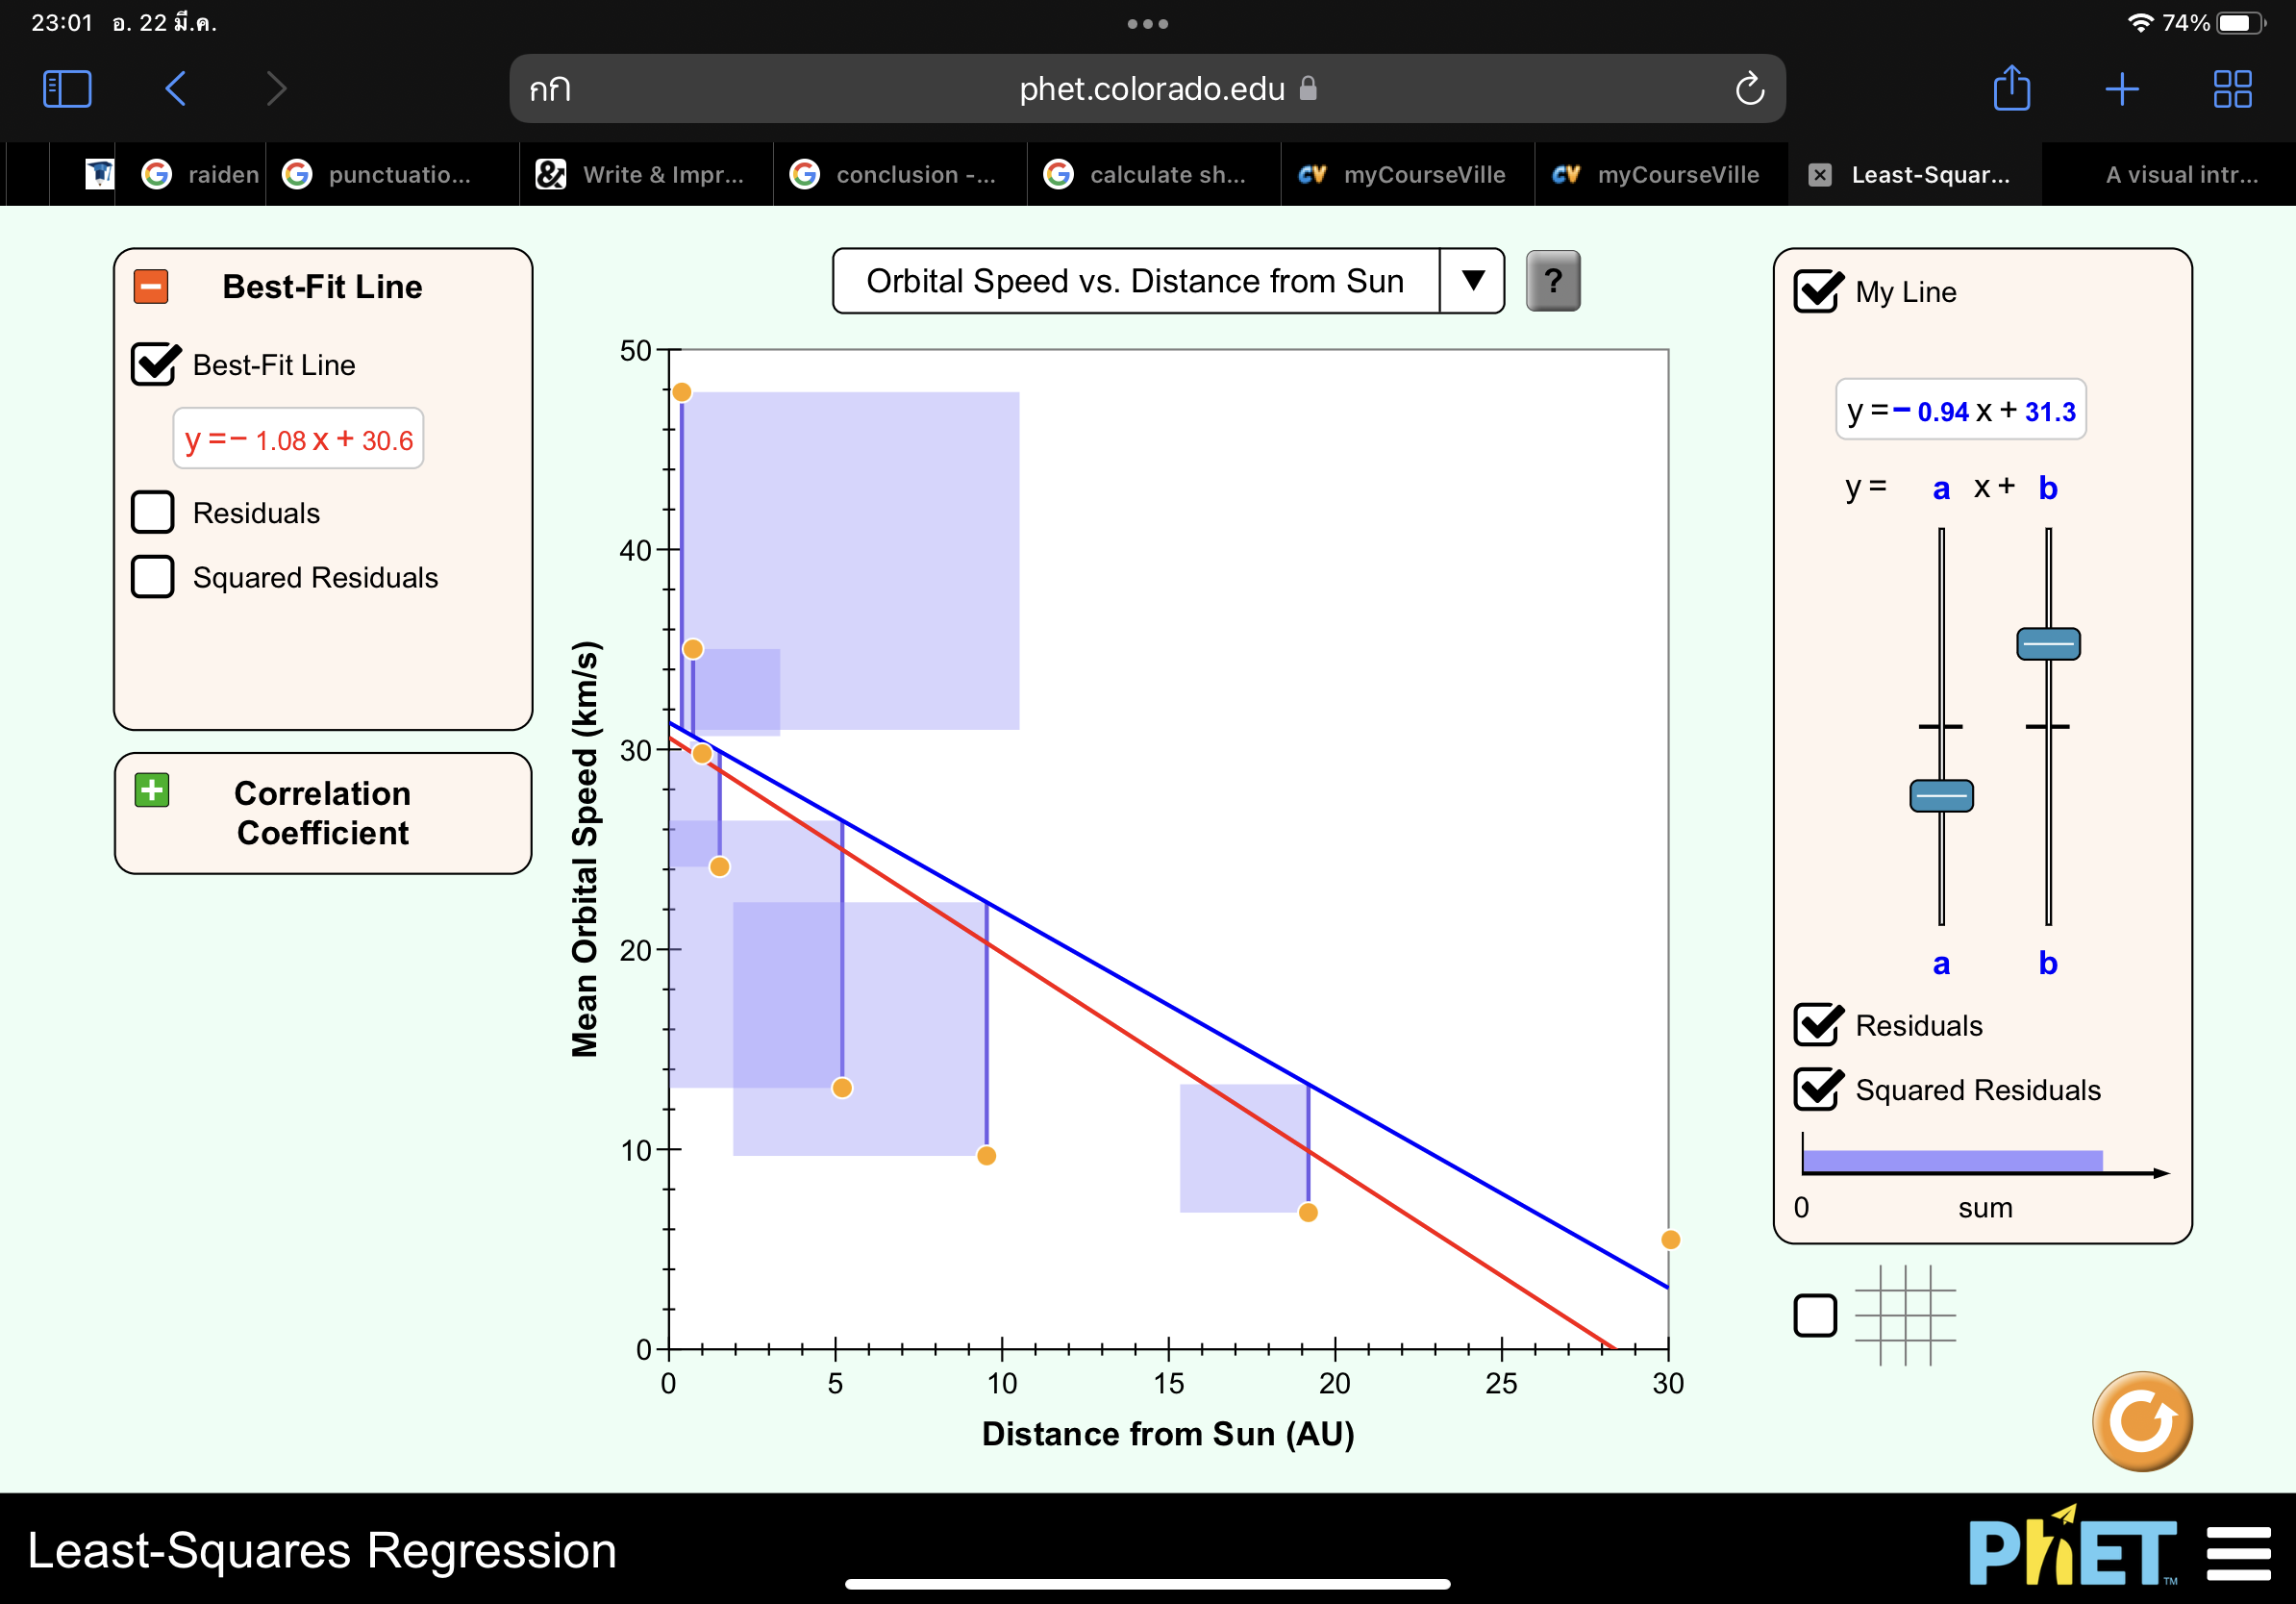 23:01 อ. 22 มี.ค.
74%
กก phet.colorado.edu
raiden
punctuatio...
Write & Impr...
conclusion -...
calculate sh...
myCourseVille
myCourseVille
Least-Squar...
A visual intr...
Best-Fit Line
Best-Fit Line
y = − 1.08 x + 30.6
Residuals
Squared Residuals
Correlation
Coefficient
Orbital Speed vs. Distance from Sun
?
50
40
30
20
10
0
Mean Orbital Speed (km/s)
0 5 10 15 20 25 30
Distance from Sun (AU)
My Line
y = − 0.94 x + 31.3
y = a x + b
a b
Residuals
Squared Residuals
0 sum
Least-Squares Regression
PhET™